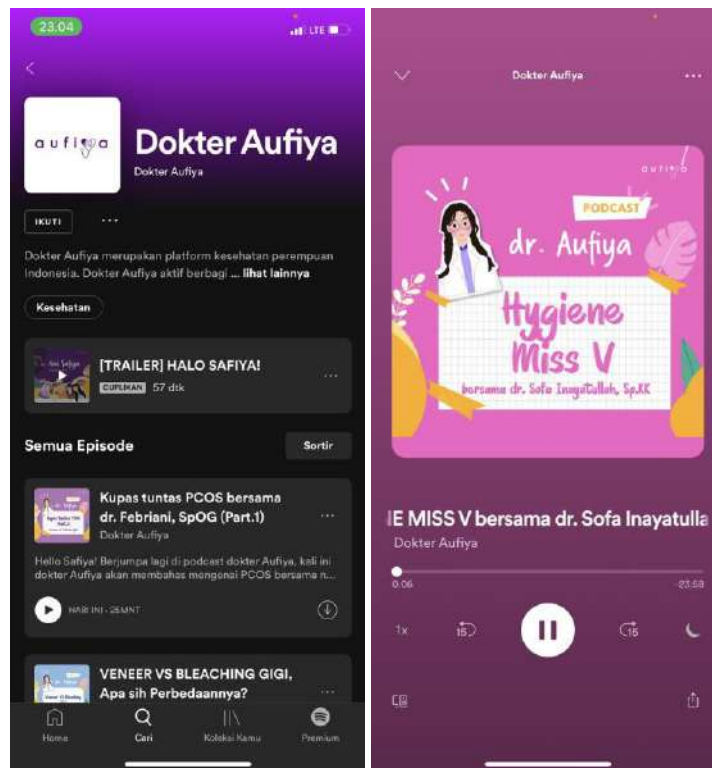 23.04
LTE
aufiya
Dokter Aufiya
Dokter Aufiya
IKUTI
Dokter Aufiya merupakan platform kesehatan perempuan
Indonesia. Dokter Aufiya aktif berbagi ... lihat lainnya
Kesehatan
[TRAILER] HALO SAFIYA!
CUPLIKAN 57 dtk
Semua Episode
Sortir
Kupas tuntas PCOS bersama
dr. Febriani, SpOG (Part.1)
Dokter Aufiya
Hello Safiya! Berjumpa lagi di podcast dokter Aufiya, kali ini
dokter Aufiya akan membahas mengenai PCOS bersama n...
HARI INI • 25MNT
VENEER VS BLEACHING GIGI,
Apa sih Perbedaannya?
Home
Cari
Koleksi Kamu
Premium
Dokter Aufiya
aufiya
PODCAST
dr. Aufiya
Hygiene
Miss V
bersama dr. Sofa Inayatullah, Sp.KK
E MISS V bersama dr. Sofa Inayatulla
Dokter Aufiya
0.06
-23.58
1x
15
15